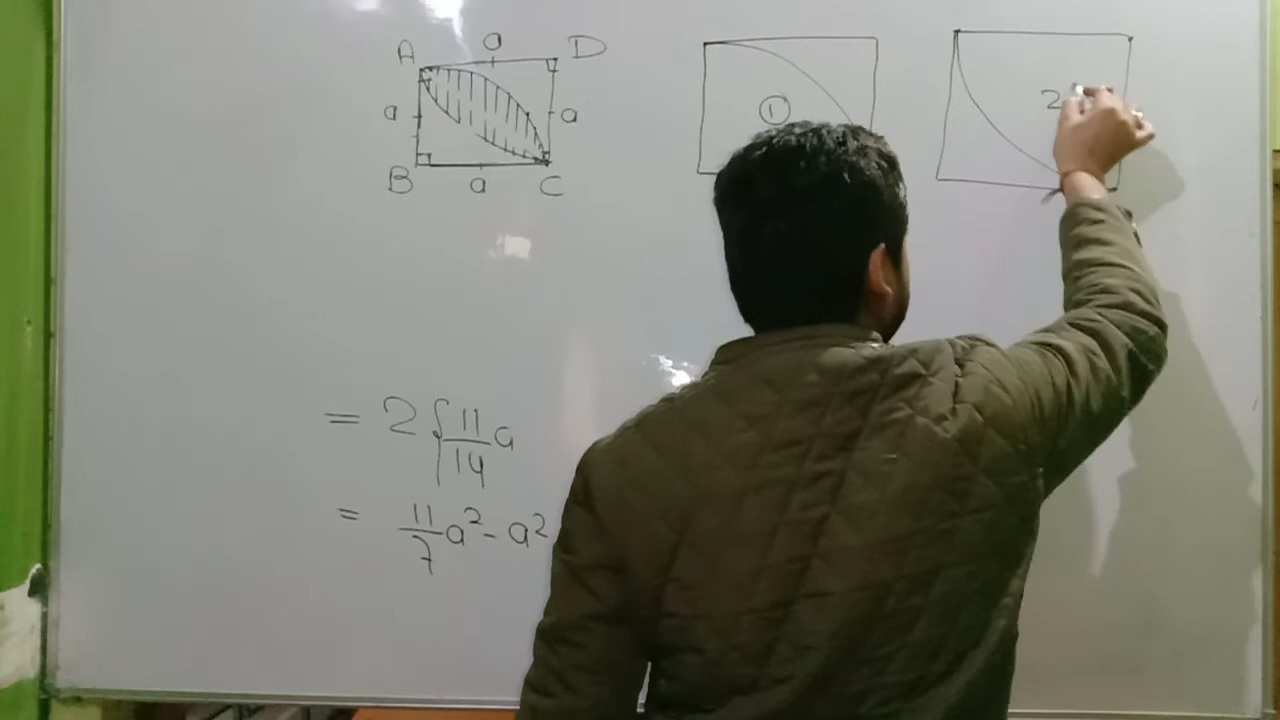 A a D
a a
B a C
①
2
= 2 { 11/14 a
= 11/7 a² - a²